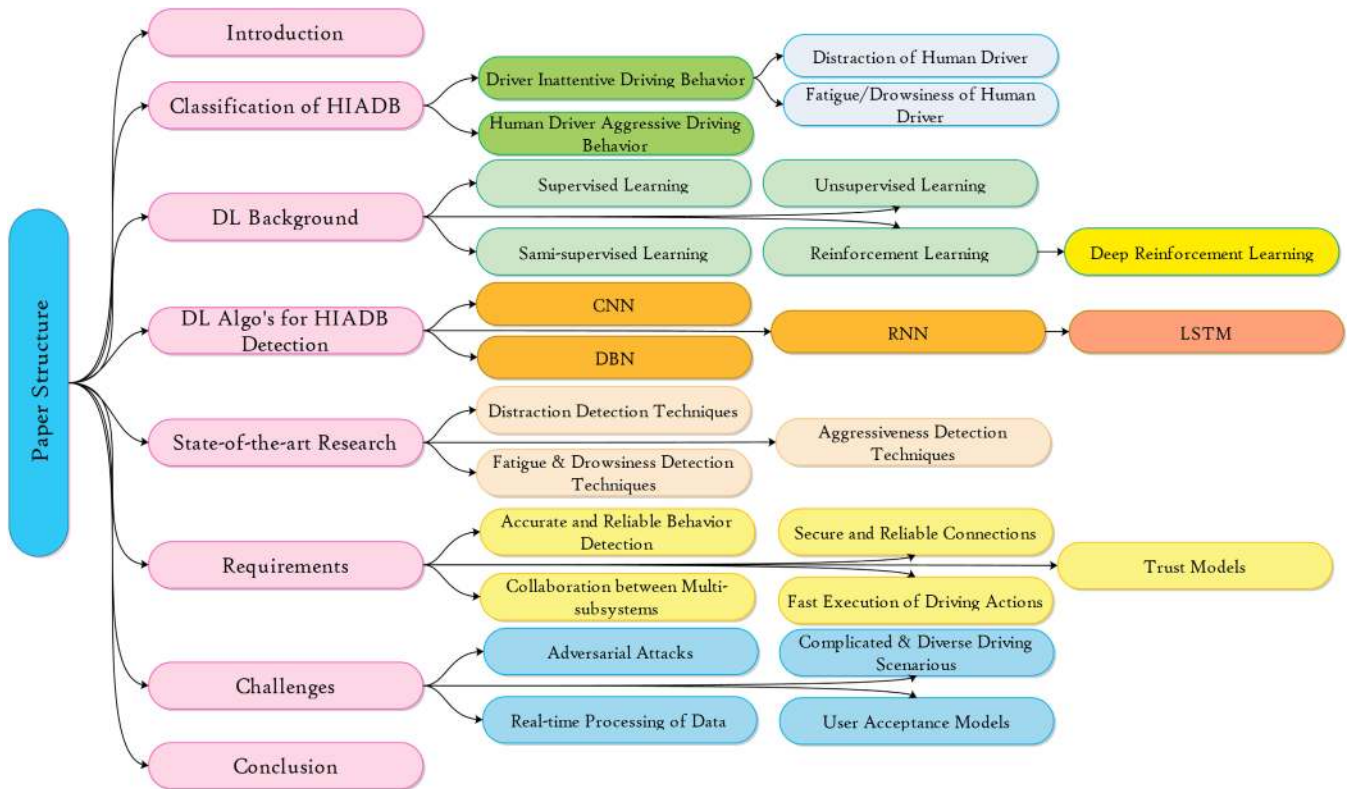 Paper Structure
Introduction
Classification of HIADB
Driver Inattentive Driving Behavior
Distraction of Human Driver
Fatigue/Drowsiness of Human
Driver
Human Driver Aggressive Driving
Behavior
DL Background
Supervised Learning
Unsupervised Learning
Sami-supervised Learning
Reinforcement Learning
Deep Reinforcement Learning
DL Algo's for HIADB
Detection
CNN
RNN
LSTM
DBN
State-of-the-art Research
Distraction Detection Techniques
Aggressiveness Detection
Techniques
Fatigue & Drowsiness Detection
Techniques
Requirements
Accurate and Reliable Behavior
Detection
Secure and Reliable Connections
Trust Models
Collaboration between Multi-
subsystems
Fast Execution of Driving Actions
Challenges
Adversarial Attacks
Complicated & Diverse Driving
Scenarious
Real-time Processing of Data
User Acceptance Models
Conclusion